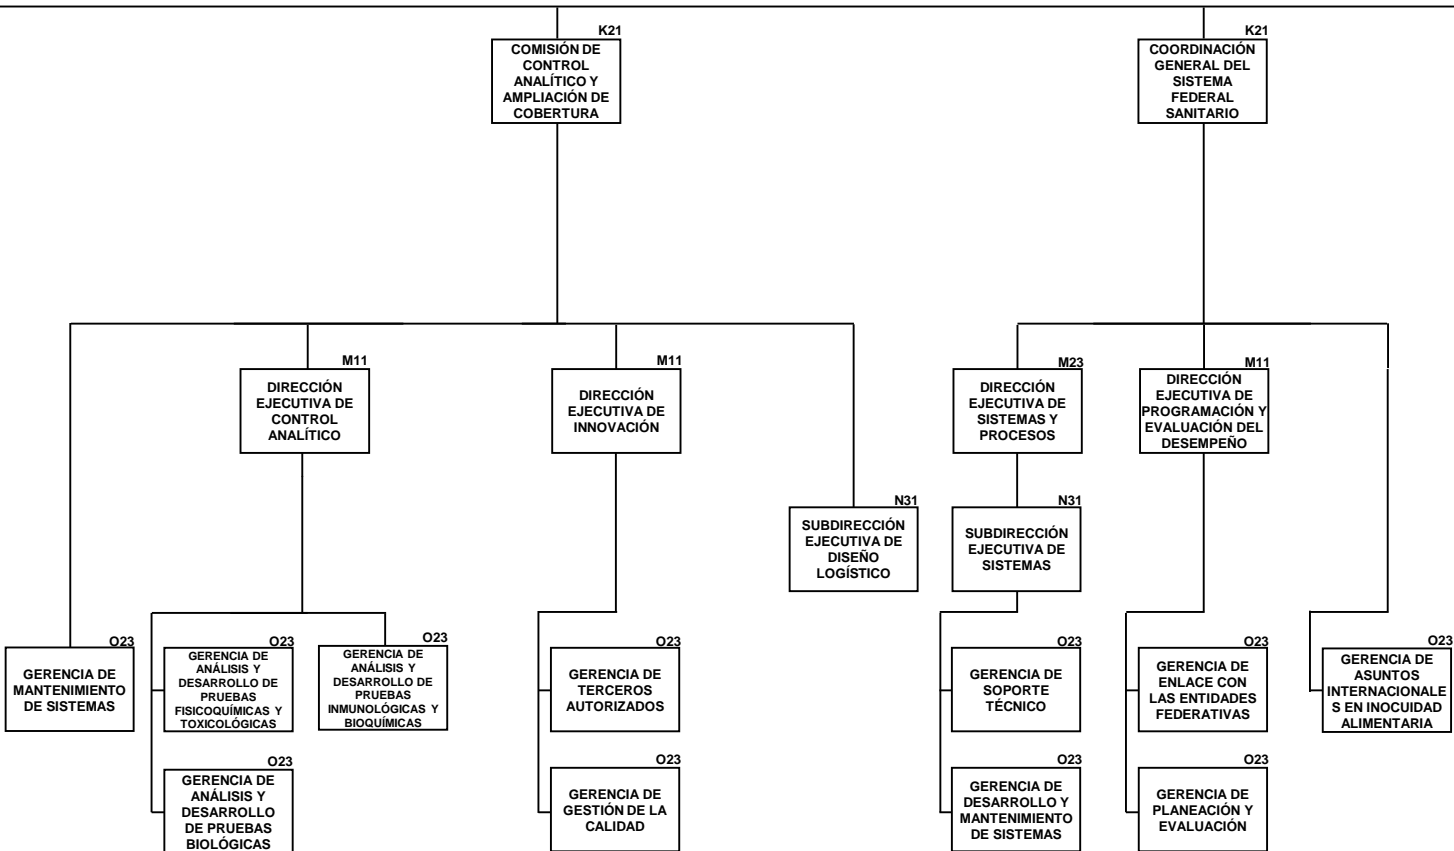 K21
COMISIÓN DE
CONTROL
ANALÍTICO Y
AMPLIACIÓN DE
COBERTURA
K21
COORDINACIÓN
GENERAL DEL
SISTEMA
FEDERAL
SANITARIO
M11
DIRECCIÓN
EJECUTIVA DE
CONTROL
ANALÍTICO
M11
DIRECCIÓN
EJECUTIVA DE
INNOVACIÓN
M23
DIRECCIÓN
EJECUTIVA DE
SISTEMAS Y
PROCESOS
M11
DIRECCIÓN
EJECUTIVA DE
PROGRAMACIÓN Y
EVALUACIÓN DEL
DESEMPEÑO
N31
SUBDIRECCIÓN
EJECUTIVA DE
DISEÑO
LOGÍSTICO
N31
SUBDIRECCIÓN
EJECUTIVA DE
SISTEMAS
O23
GERENCIA DE
MANTENIMIENTO
DE SISTEMAS
O23
GERENCIA DE
ANÁLISIS Y
DESARROLLO DE
PRUEBAS
FISICOQUÍMICAS Y
TOXICOLÓGICAS
O23
GERENCIA DE
ANÁLISIS Y
DESARROLLO DE
PRUEBAS
INMUNOLÓGICAS Y
BIOQUÍMICAS
O23
GERENCIA DE
TERCEROS
AUTORIZADOS
O23
GERENCIA DE
SOPORTE
TÉCNICO
O23
GERENCIA DE
ENLACE CON
LAS ENTIDADES
FEDERATIVAS
O23
GERENCIA DE
ASUNTOS
INTERNACIONALE
S EN INOCUIDAD
ALIMENTARIA
O23
GERENCIA DE
ANÁLISIS Y
DESARROLLO
DE PRUEBAS
BIOLÓGICAS
O23
GERENCIA DE
GESTIÓN DE LA
CALIDAD
O23
GERENCIA DE
DESARROLLO Y
MANTENIMIENTO
DE SISTEMAS
O23
GERENCIA DE
PLANEACIÓN Y
EVALUACIÓN